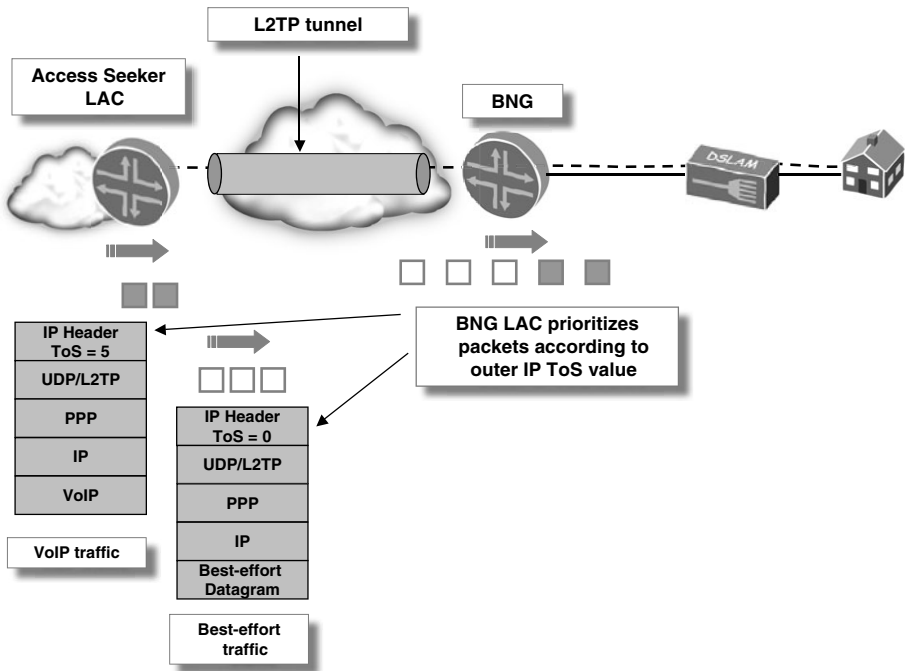 L2TP tunnel
Access Seeker
LAC
BNG
DSLAM
BNG LAC prioritizes
packets according to
outer IP ToS value
IP Header
ToS = 5
UDP/L2TP
PPP
IP
VoIP
VoIP traffic
IP Header
ToS = 0
UDP/L2TP
PPP
IP
Best-effort
Datagram
Best-effort
traffic